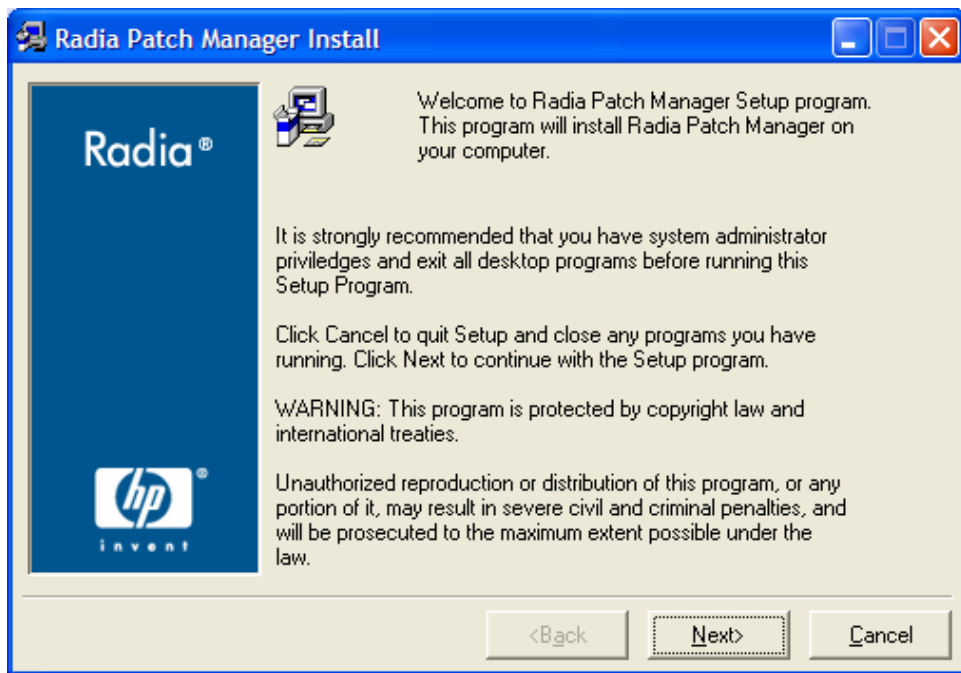 Radia Patch Manager Install
Radia®
Welcome to Radia Patch Manager Setup program.
This program will install Radia Patch Manager on
your computer.
It is strongly recommended that you have system administrator
priviledges and exit all desktop programs before running this
Setup Program.
Click Cancel to quit Setup and close any programs you have
running. Click Next to continue with the Setup program.
WARNING: This program is protected by copyright law and
international treaties.
Unauthorized reproduction or distribution of this program, or any
portion of it, may result in severe civil and criminal penalties, and
will be prosecuted to the maximum extent possible under the
law.
hp®
invent
<Back
Next>
Cancel